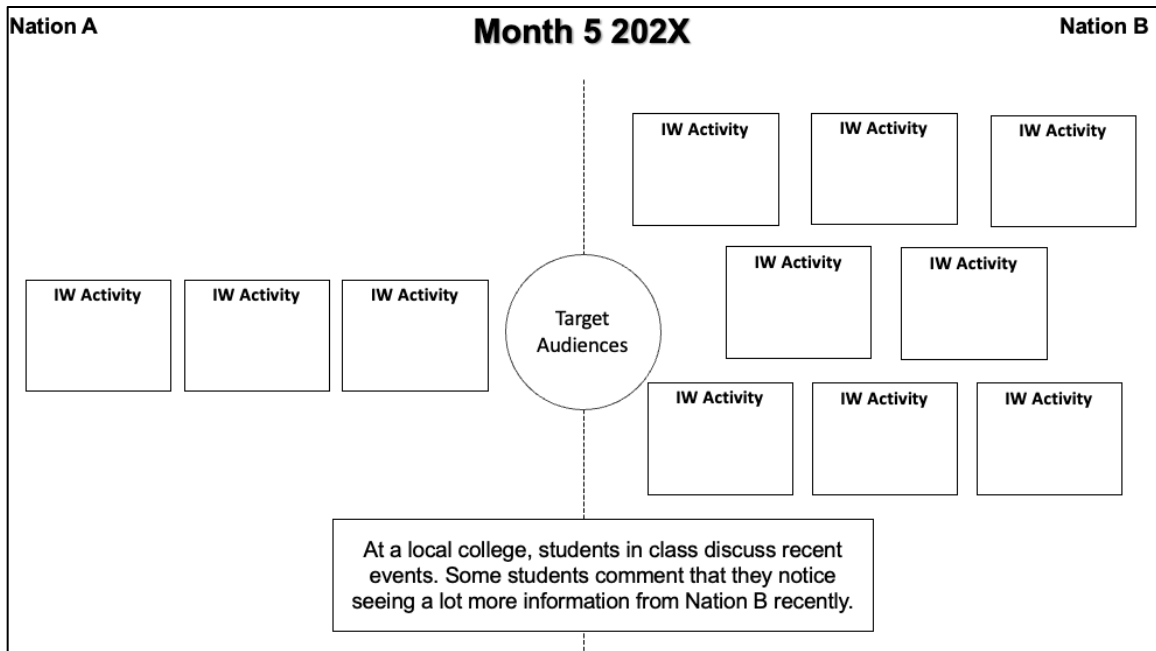 Nation A
Month 5 202X
Nation B
IW Activity
IW Activity
IW Activity
IW Activity
IW Activity
IW Activity
IW Activity
IW Activity
Target
Audiences
IW Activity
IW Activity
IW Activity
At a local college, students in class discuss recent
events. Some students comment that they notice
seeing a lot more information from Nation B recently.